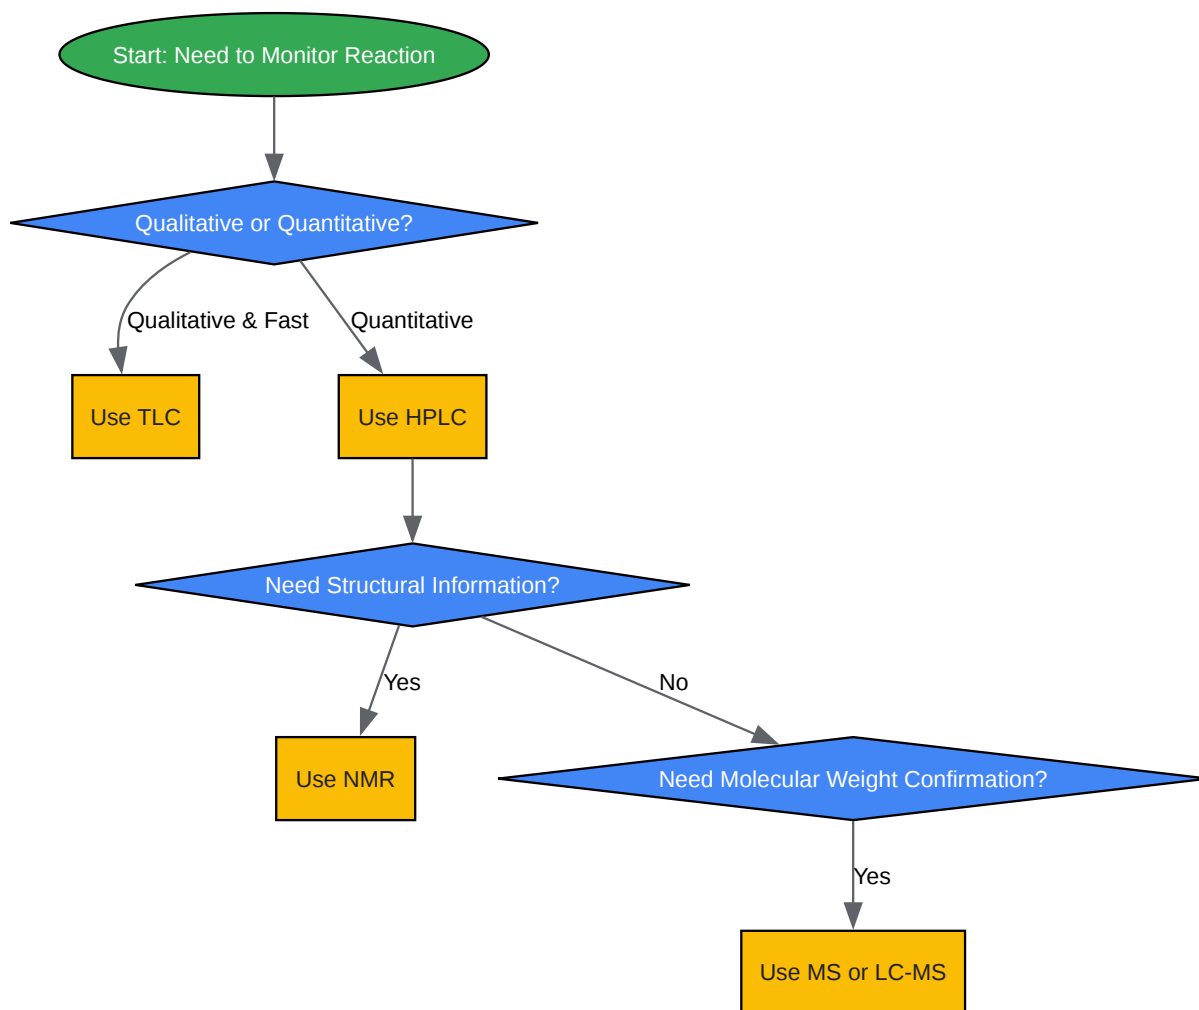 Start: Need to Monitor Reaction
Qualitative or Quantitative?
Qualitative & Fast
Quantitative
Use TLC
Use HPLC
Need Structural Information?
Yes
No
Use NMR
Need Molecular Weight Confirmation?
Yes
Use MS or LC-MS